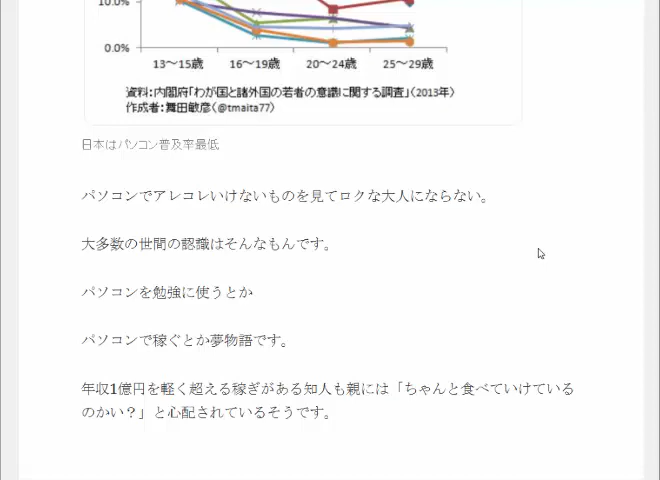 10.0%
0.0%
13～15歳 16～19歳 20～24歳 25～29歳
資料:内閣府「わが国と諸外国の若者の意識に関する調査」(2013年)
作成者:舞田敏彦(@tmaita77)
日本はパソコン普及率最低
パソコンでアレコレいけないものを見てロクな大人にならない。
大多数の世間の認識はそんなもんです。
パソコンを勉強に使うとか
パソコンで稼ぐとか夢物語です。
年収1億円を軽く超える稼ぎがある知人も親には「ちゃんと食べていけている
のかい？」と心配されているそうです。